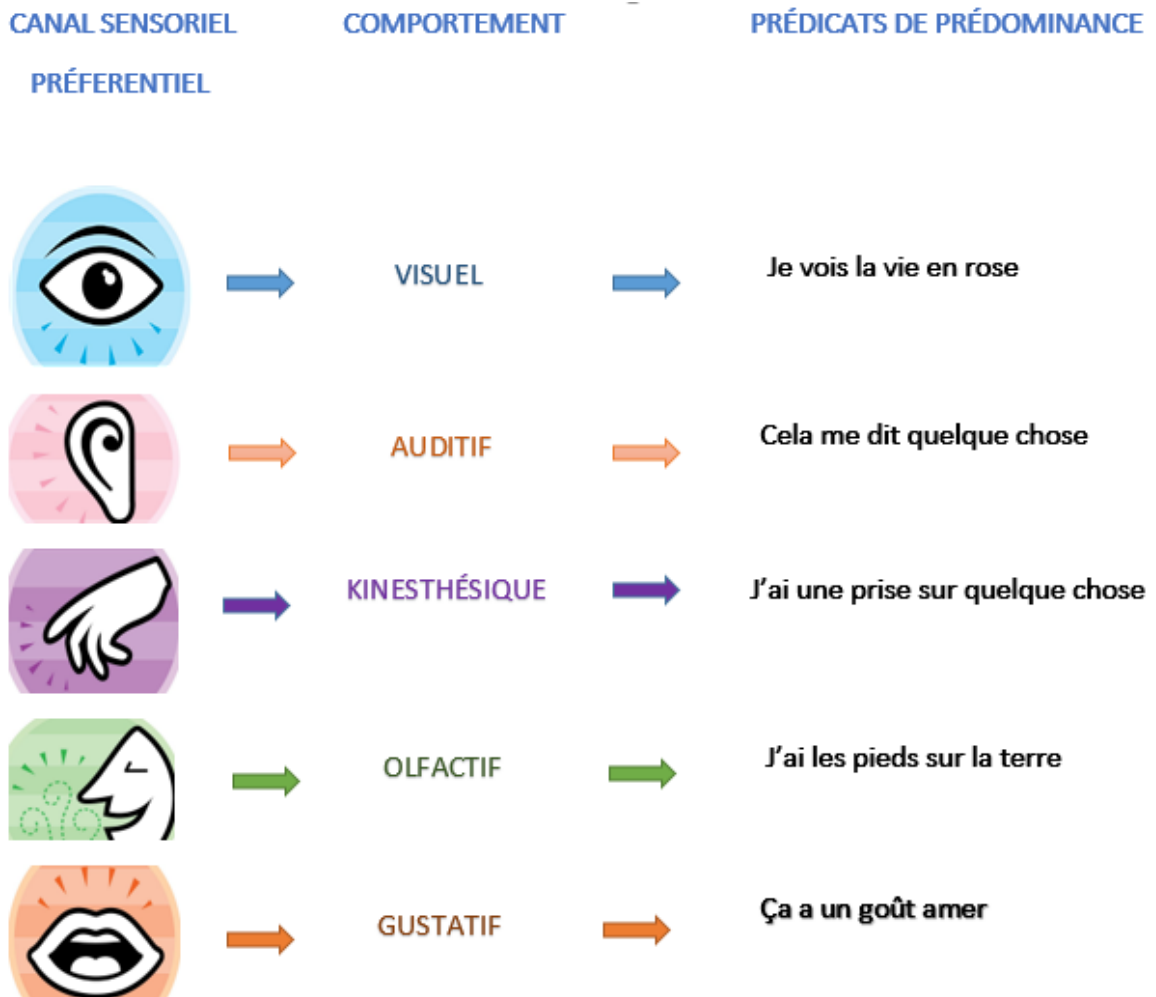 CANAL SENSORIEL COMPORTEMENT PRÉDICATS DE PRÉDOMINANCE
PRÉFERENTIEL
VISUEL Je vois la vie en rose
AUDITIF Cela me dit quelque chose
KINESTHÉSIQUE J'ai une prise sur quelque chose
OLFACTIF J'ai les pieds sur la terre
GUSTATIF Ça a un goût amer